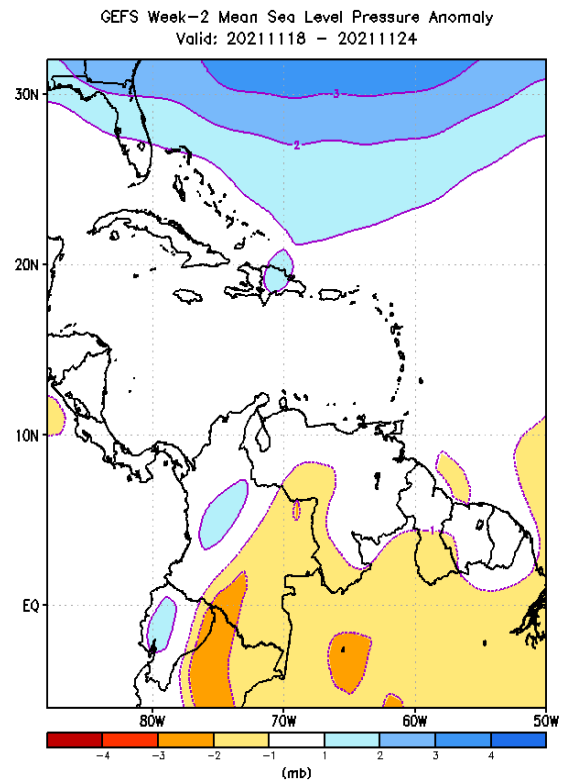 GEFS Week-2 Mean Sea Level Pressure Anomaly
Valid: 20211118 - 20211124
30N
3
2
20N
10N
-1
EQ
80W 70W 60W 50W
-4 -3 -2 -1 1 2 3 4
(mb)